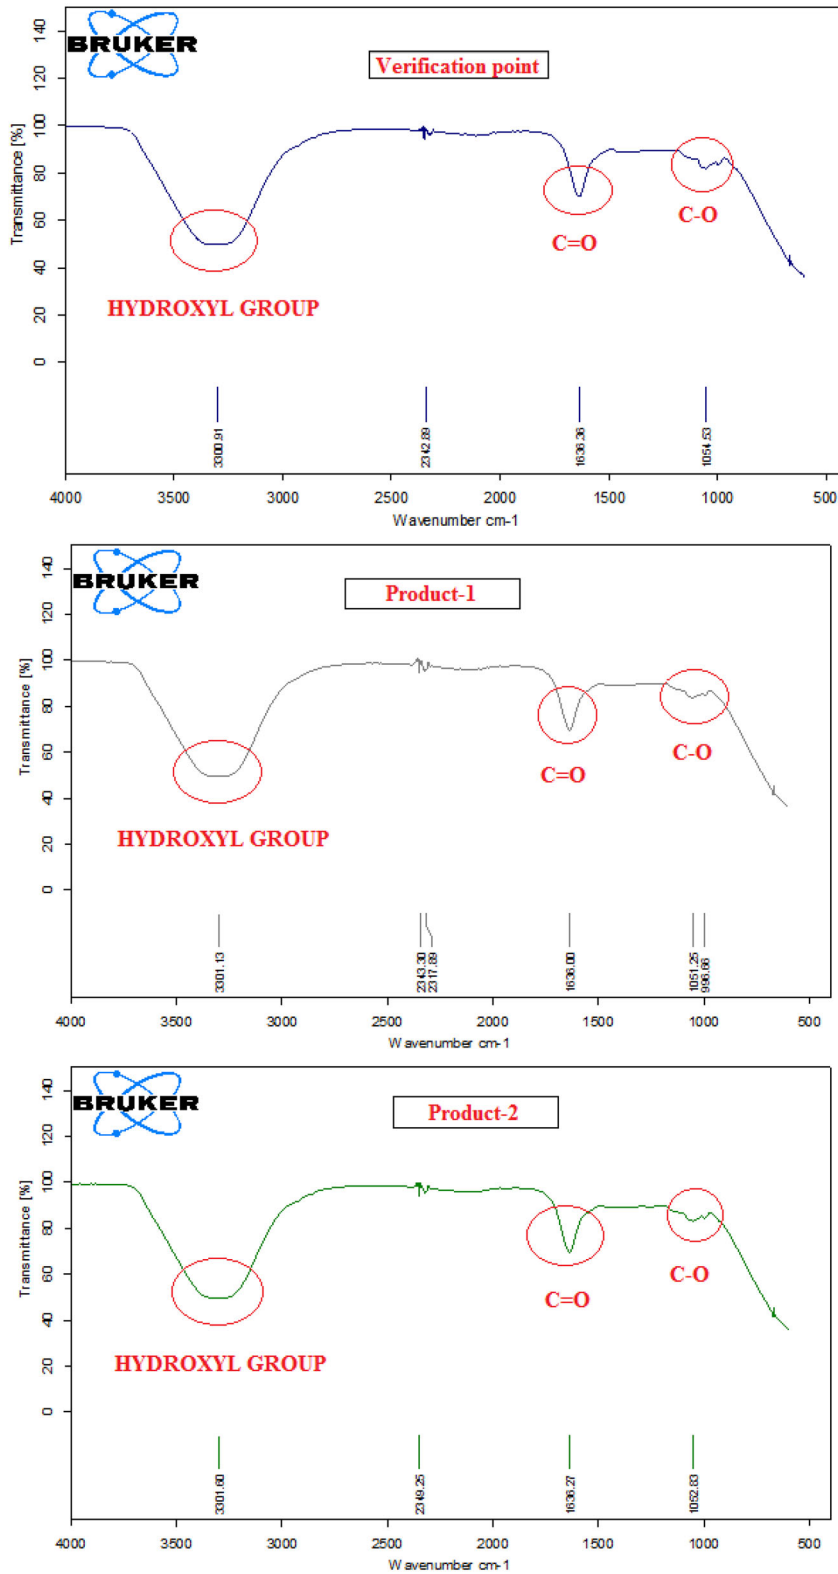 BRUKER
Verification point
Transmittance [%]
140
120
100
80
60
40
20
0
C=O
C-O
HYDROXYL GROUP
3300.91
2342.89
1636.36
1054.53
4000 3500 3000 2500 2000 1500 1000 500
Wavenumber cm-1
BRUKER
Product-1
Transmittance [%]
140
120
100
80
60
40
20
0
C=O
C-O
HYDROXYL GROUP
3301.13
2343.30
2317.89
1636.00
1051.25
996.66
4000 3500 3000 2500 2000 1500 1000 500
Wavenumber cm-1
BRUKER
Product-2
Transmittance [%]
140
120
100
80
60
40
20
0
C=O
C-O
HYDROXYL GROUP
3301.60
2349.25
1636.27
1052.83
4000 3500 3000 2500 2000 1500 1000 500
Wavenumber cm-1